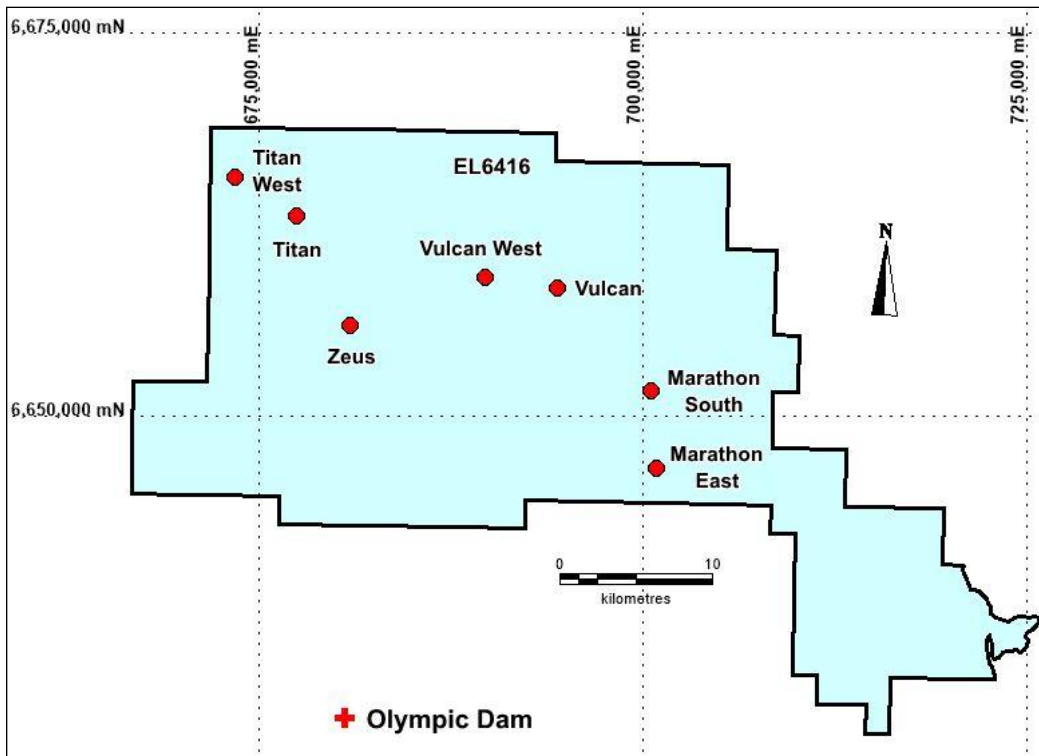 6,675,000 mN
675,000 mE
700,000 mE
725,000 mE
Titan
West
EL6416
Titan
Vulcan West
Vulcan
N
Zeus
Marathon
South
6,650,000 mN
Marathon
East
0 10
kilometres
Olympic Dam